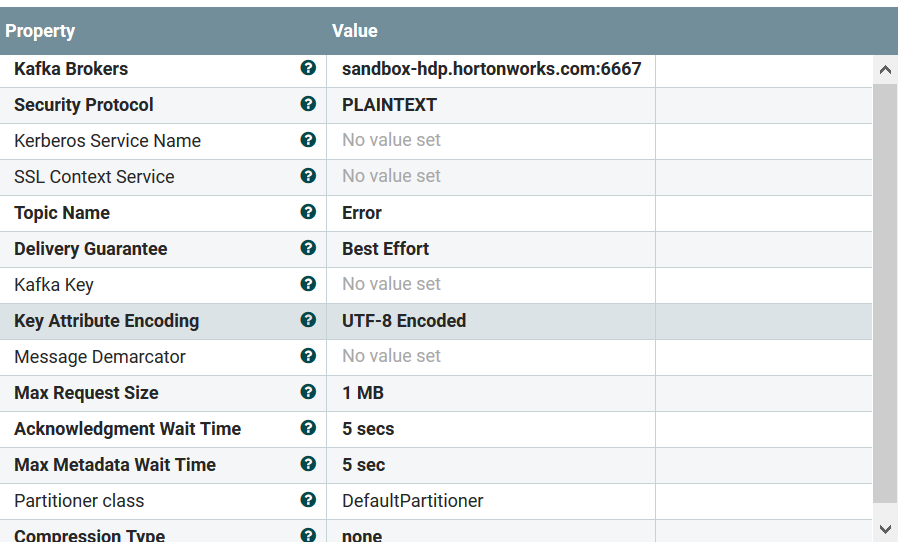 Property Value
Kafka Brokers ? sandbox-hdp.hortonworks.com:6667
Security Protocol ? PLAINTEXT
Kerberos Service Name ? No value set
SSL Context Service ? No value set
Topic Name ? Error
Delivery Guarantee ? Best Effort
Kafka Key ? No value set
Key Attribute Encoding ? UTF-8 Encoded
Message Demarcator ? No value set
Max Request Size ? 1 MB
Acknowledgment Wait Time ? 5 secs
Max Metadata Wait Time ? 5 sec
Partitioner class ? DefaultPartitioner
Compression Type ? none